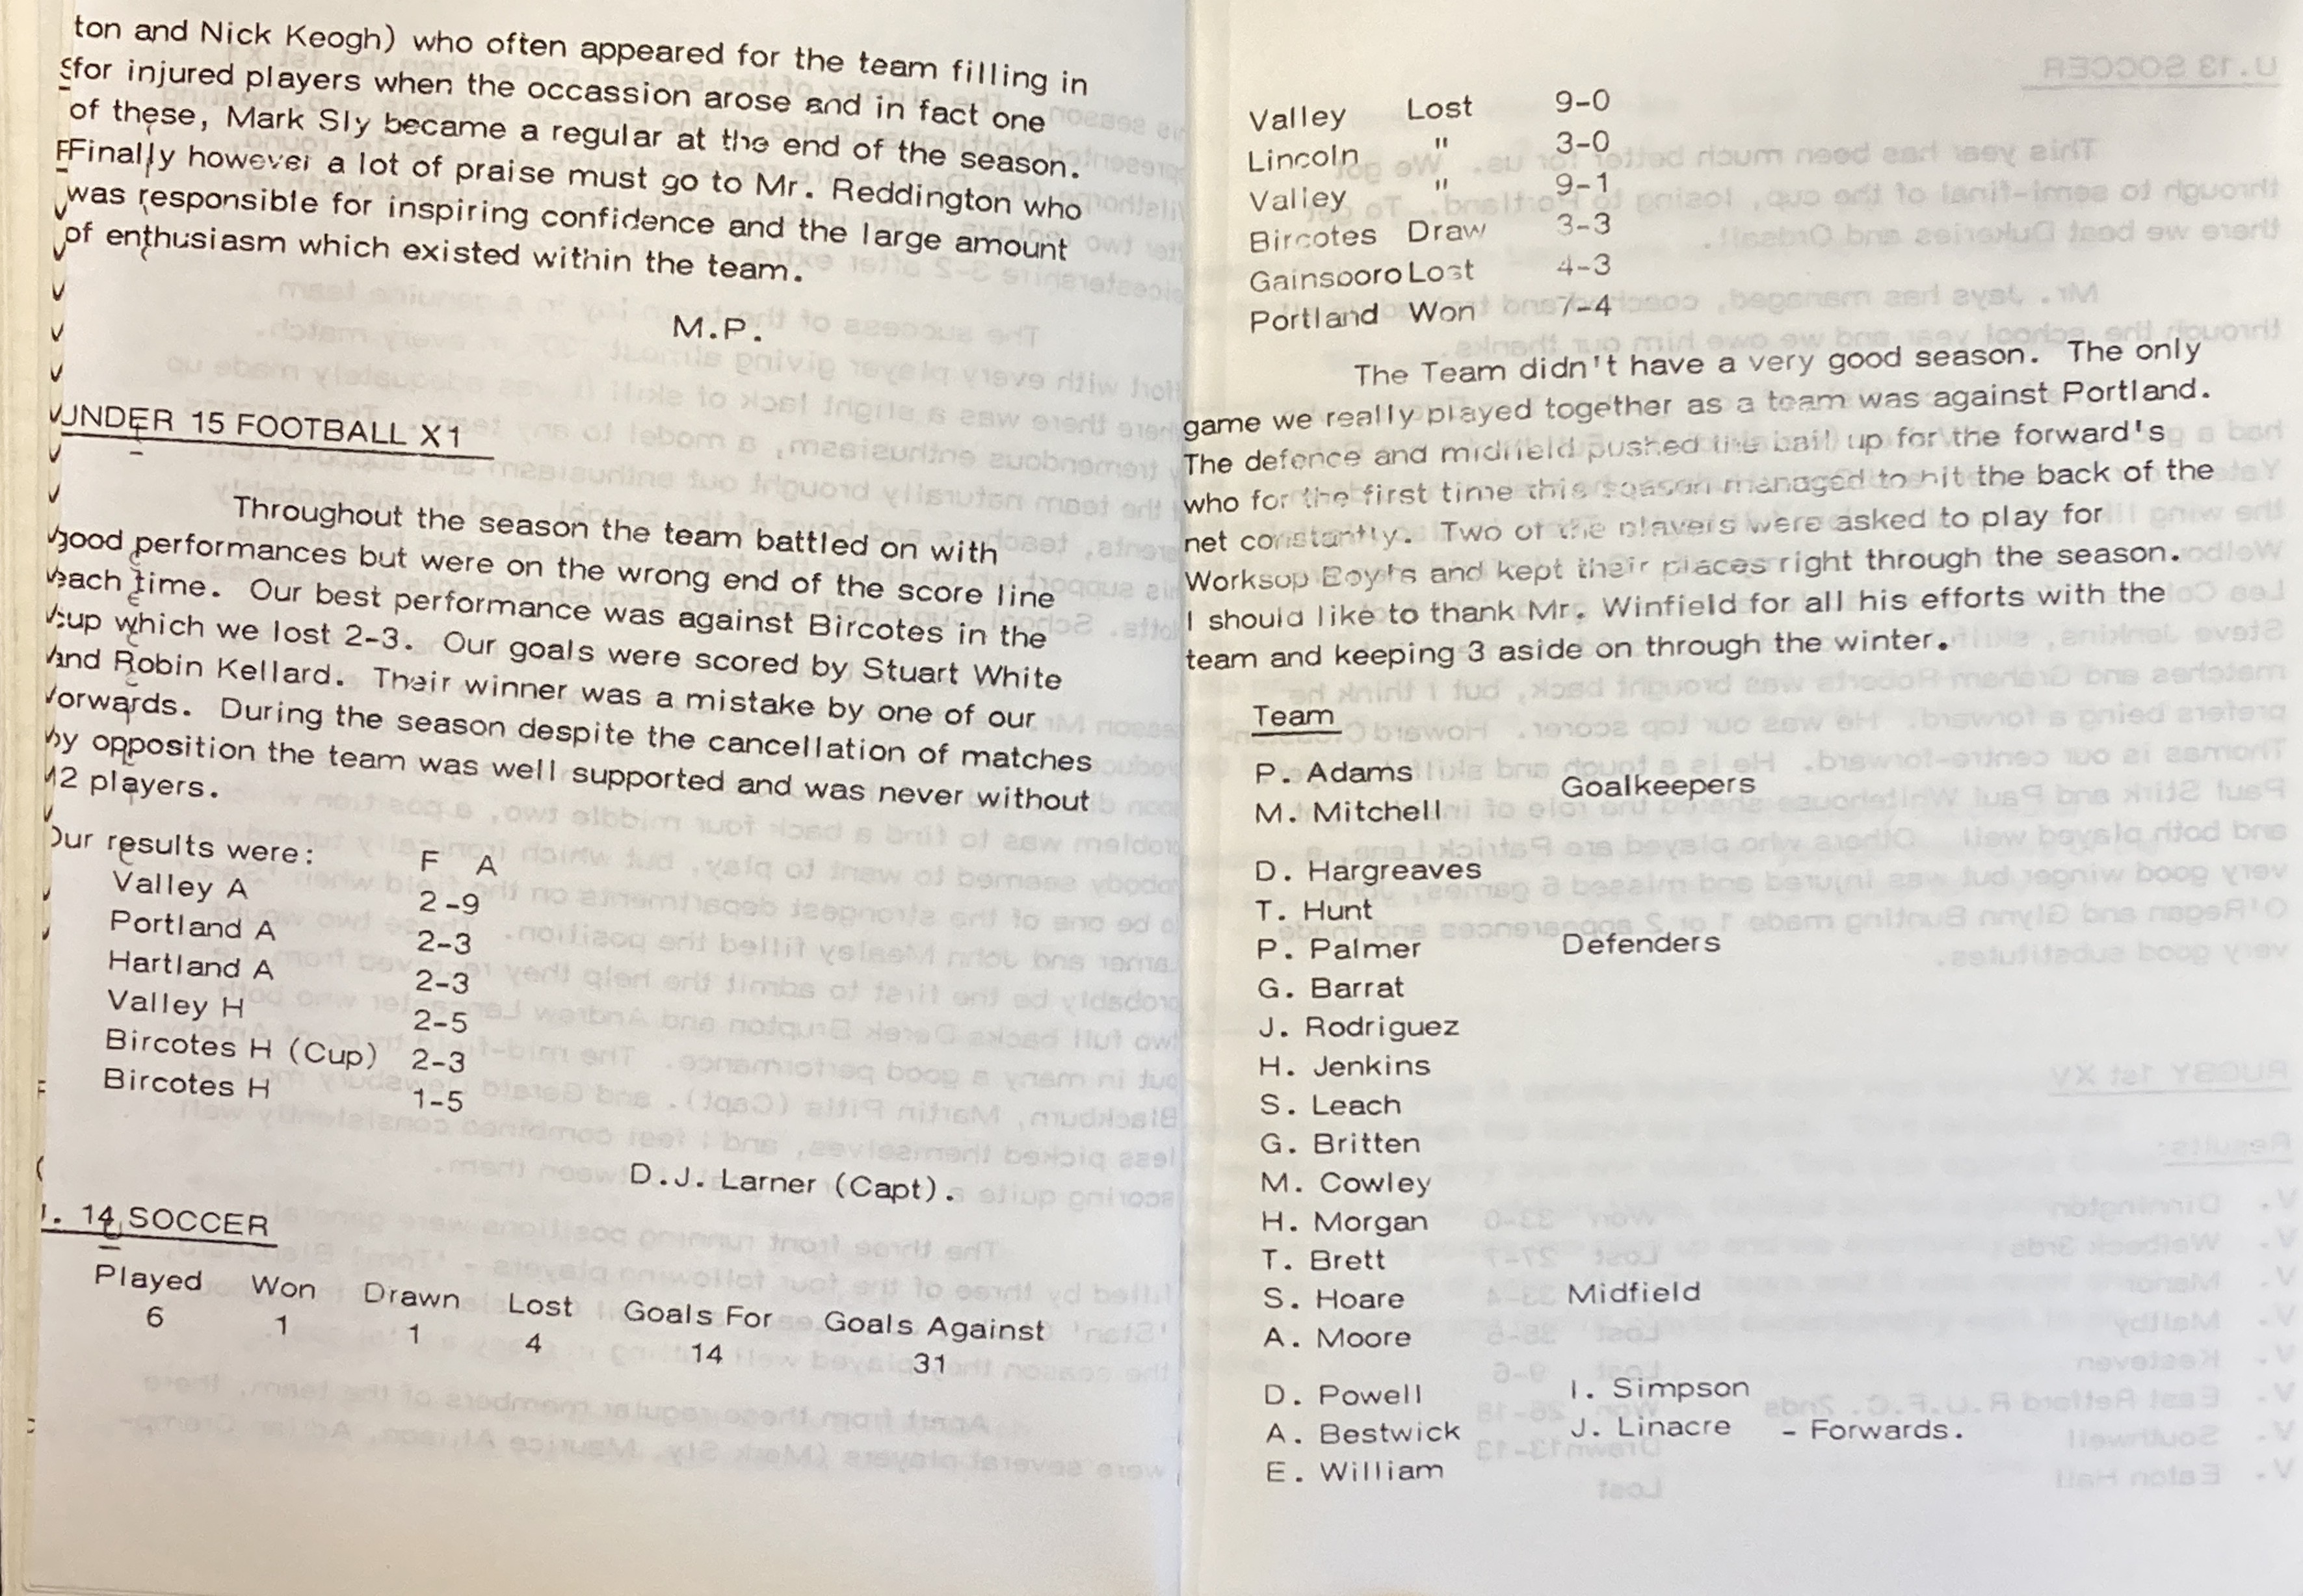 ton and Nick Keogh) who often appeared for the team filling in
for injured players when the occassion arose and in fact one
of these, Mark Sly became a regular at the end of the season.
Finally however a lot of praise must go to Mr. Reddington who
was responsible for inspiring confidence and the large amount
of enthusiasm which existed within the team.
M.P.
UNDER 15 FOOTBALL X1
Throughout the season the team battled on with
good performances but were on the wrong end of the score line
each time. Our best performance was against Bircotes in the
cup which we lost 2-3. Our goals were scored by Stuart White
and Robin Kellard. Their winner was a mistake by one of our
forwards. During the season despite the cancellation of matches
by opposition the team was well supported and was never without
12 players.
Our results were: F A
Valley A 2-9
Portland A 2-3
Hartland A 2-3
Valley H 2-5
Bircotes H (Cup) 2-3
Bircotes H 1-5
D.J. Larner (Capt).
. 14 SOCCER
Played Won Drawn Lost Goals For Goals Against
6 1 1 4 14 31
Valley Lost 9-0
Lincoln " 3-0
Valley " 9-1
Bircotes Draw 3-3
Gainsboro Lost 4-3
Portland Won 7-4
The Team didn't have a very good season. The only
game we really played together as a team was against Portland.
The defence and midfield pushed the ball up for the forward's
who for the first time this season managed to hit the back of the
net constantly. Two of the players were asked to play for
Worksop Boy's and kept their places right through the season.
I should like to thank Mr. Winfield for all his efforts with the
team and keeping 3 aside on through the winter.
Team
P. Adams
M. Mitchell Goalkeepers
D. Hargreaves
T. Hunt
P. Palmer Defenders
G. Barrat
J. Rodriguez
H. Jenkins
S. Leach
G. Britten
M. Cowley
H. Morgan
T. Brett
S. Hoare Midfield
A. Moore
D. Powell I. Simpson
A. Bestwick J. Linacre - Forwards.
E. William